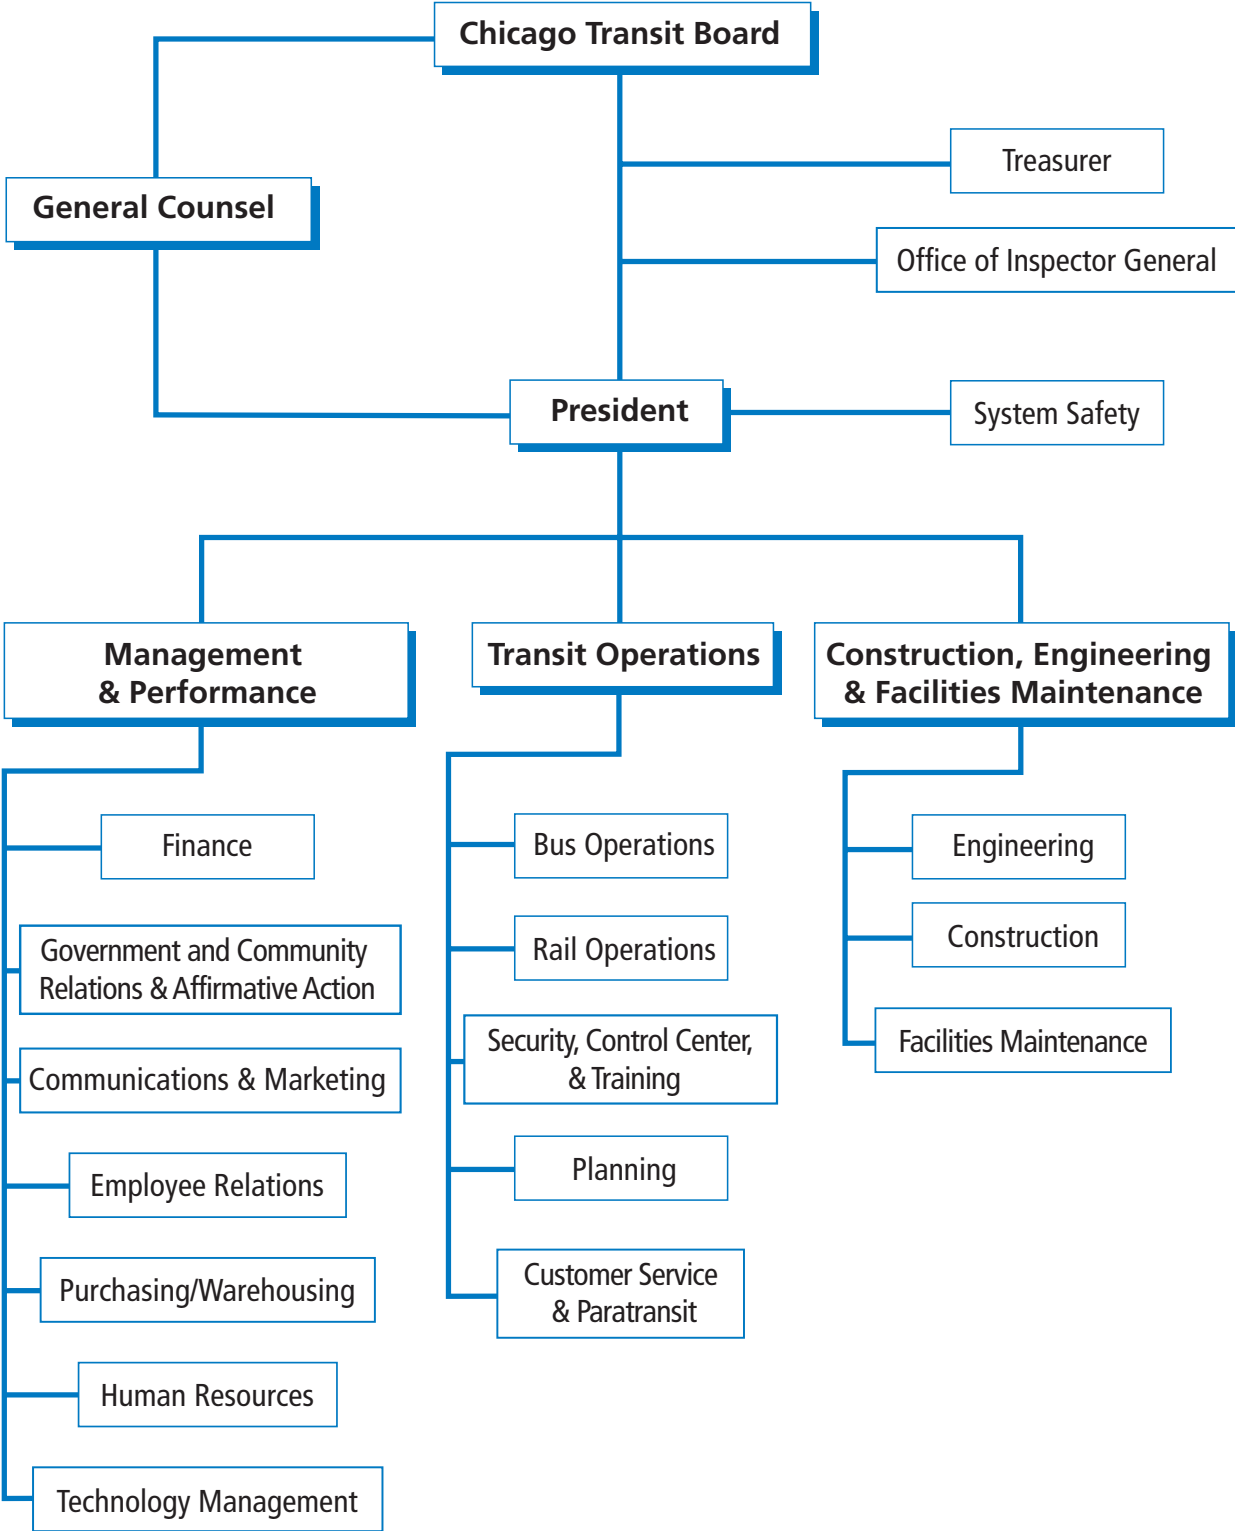 Chicago Transit Board
Treasurer
General Counsel
Office of Inspector General
President
System Safety
Management
& Performance
Transit Operations
Construction, Engineering
& Facilities Maintenance
Finance
Government and Community
Relations & Affirmative Action
Communications & Marketing
Employee Relations
Purchasing/Warehousing
Human Resources
Technology Management
Bus Operations
Rail Operations
Security, Control Center,
& Training
Planning
Customer Service
& Paratransit
Engineering
Construction
Facilities Maintenance